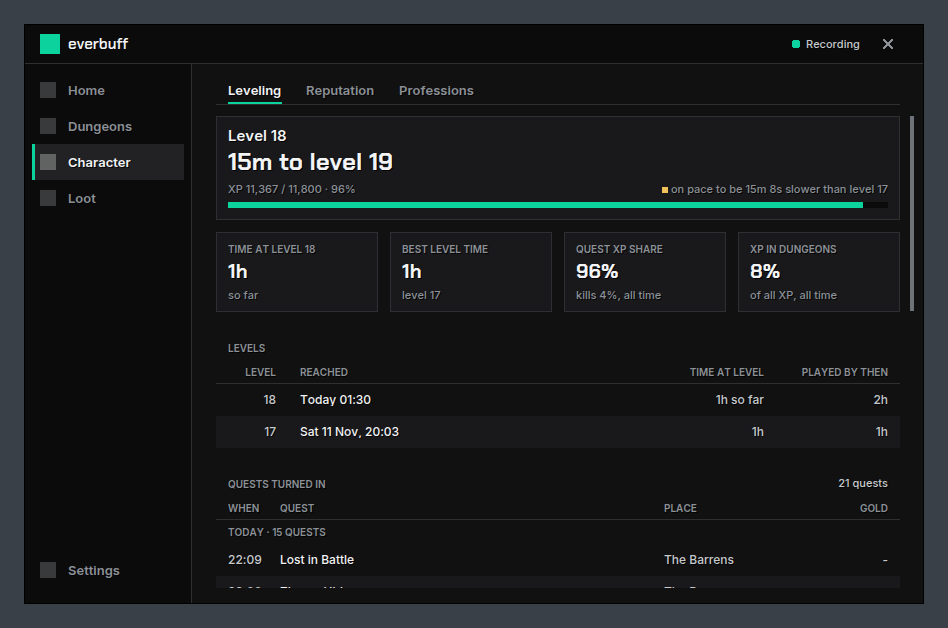 everbuff
Recording
Home
Dungeons
Character
Loot
Settings
Leveling Reputation Professions
Level 18
15m to level 19
XP 11,367 / 11,800 · 96%
on pace to be 15m 8s slower than level 17
TIME AT LEVEL 18
1h
so far
BEST LEVEL TIME
1h
level 17
QUEST XP SHARE
96%
kills 4%, all time
XP IN DUNGEONS
8%
of all XP, all time
LEVELS
LEVEL REACHED TIME AT LEVEL PLAYED BY THEN
18 Today 01:30 1h so far 2h
17 Sat 11 Nov, 20:03 1h 1h
QUESTS TURNED IN 21 quests
WHEN QUEST PLACE GOLD
TODAY · 15 QUESTS
22:09 Lost in Battle The Barrens -